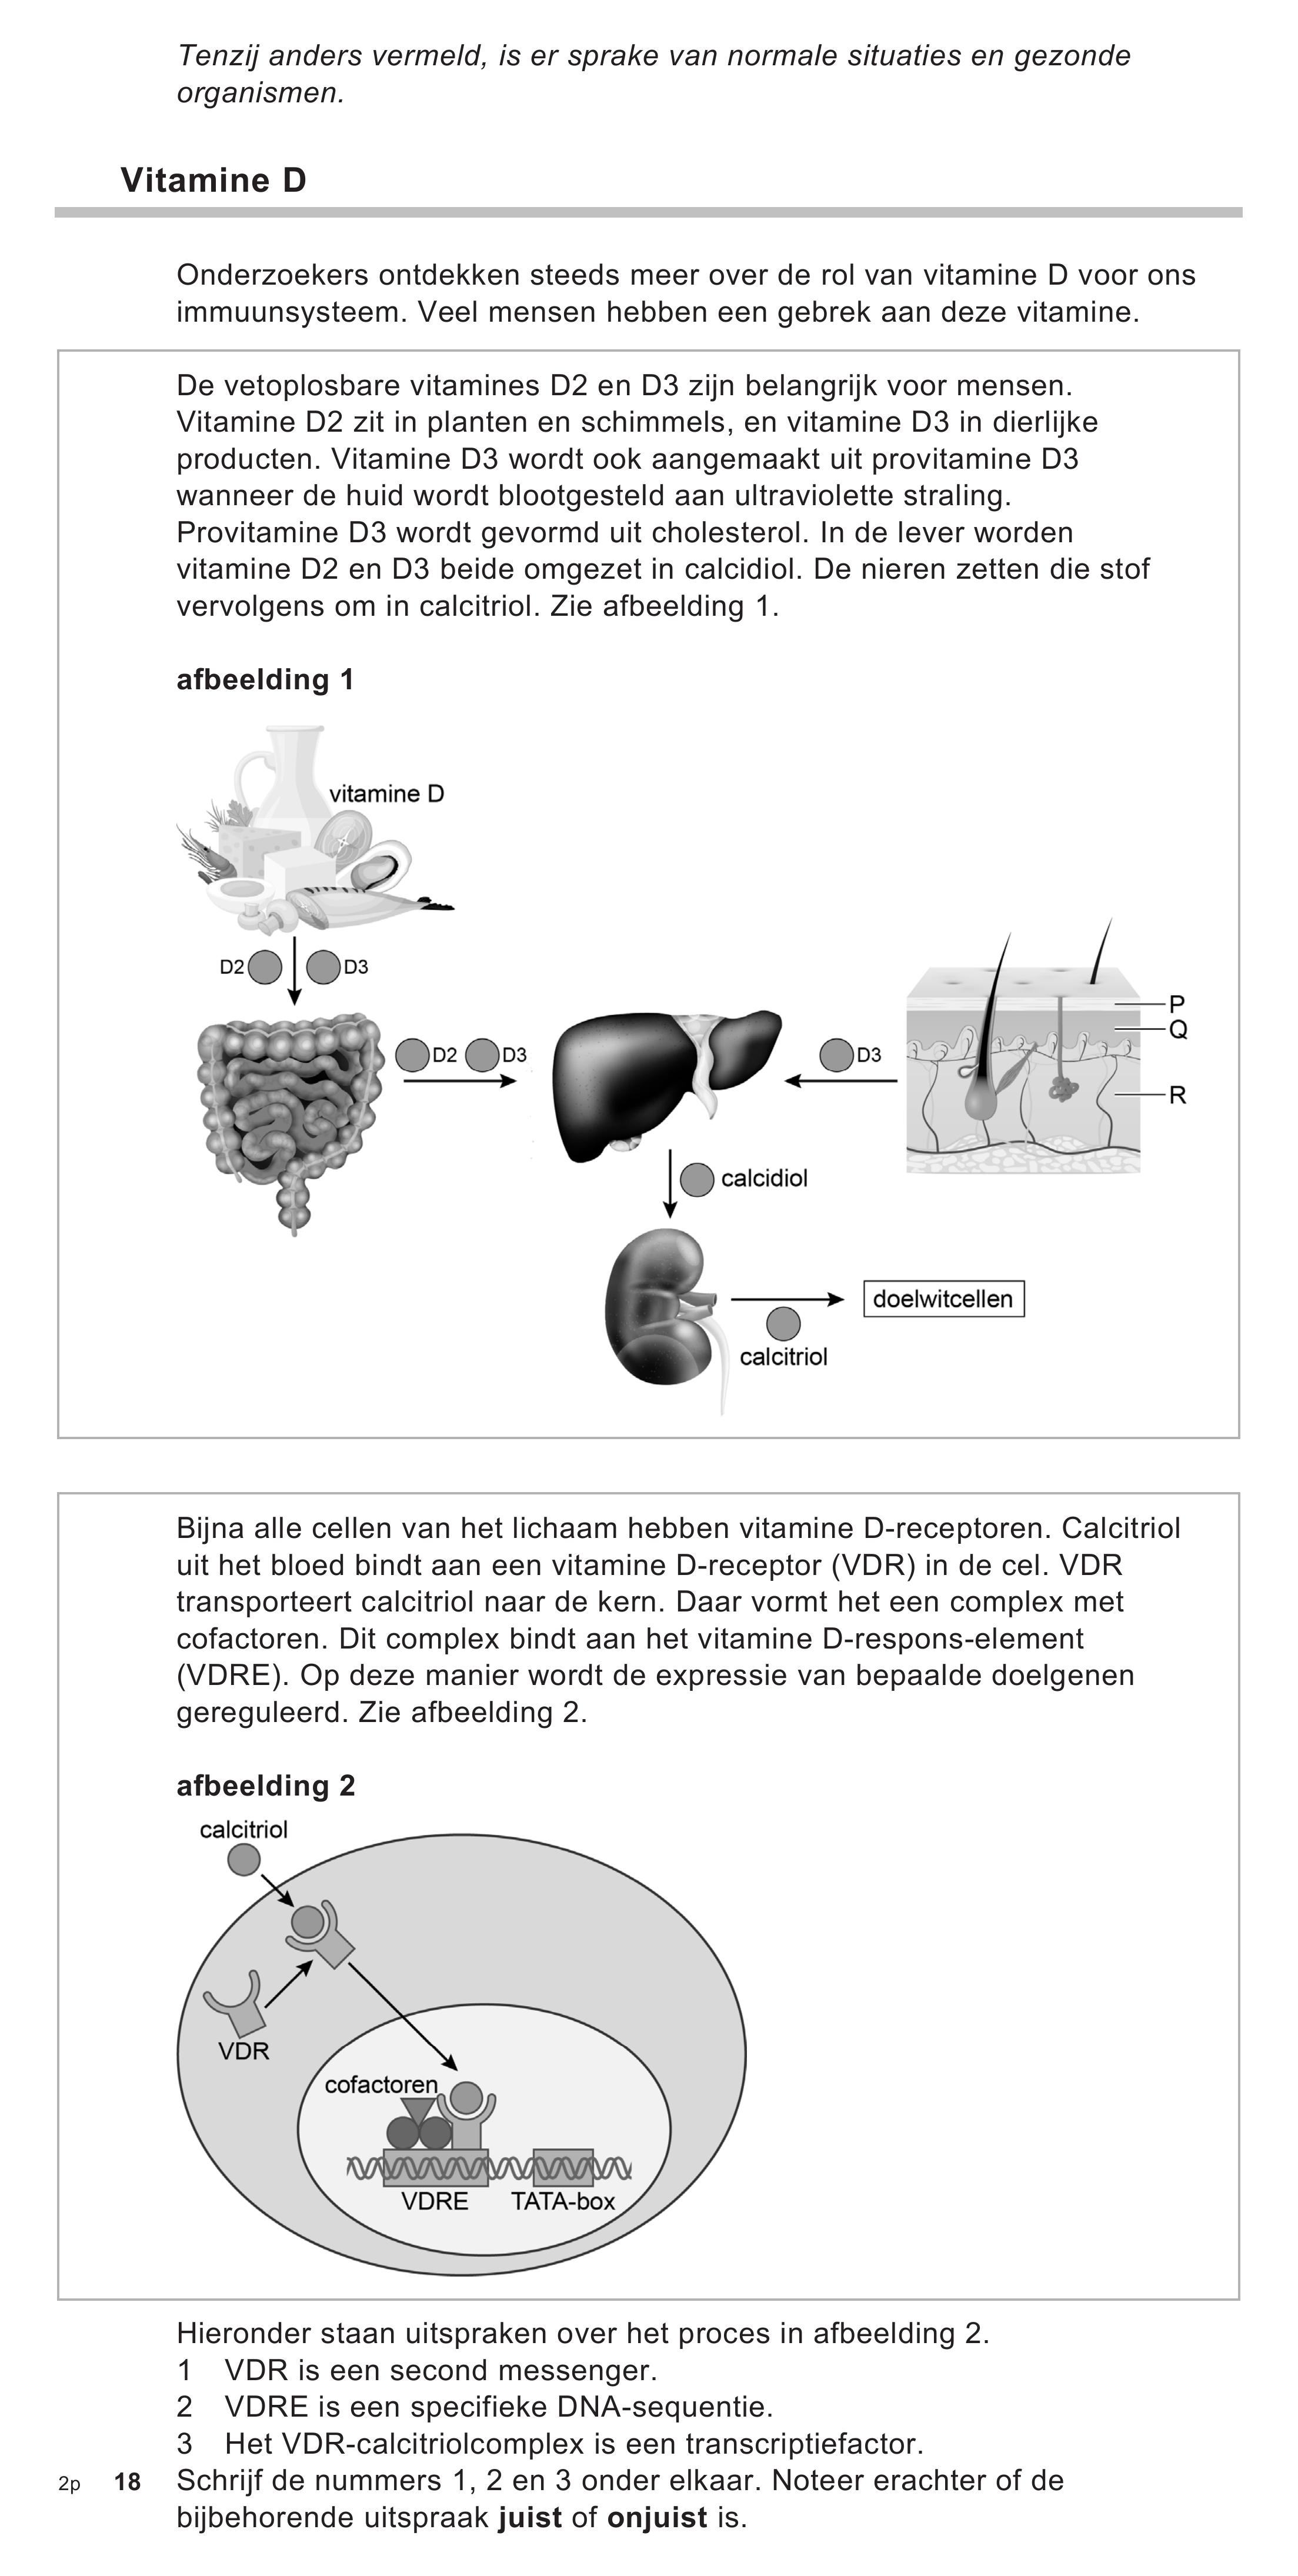 Tenzij anders vermeld, is er sprake van normale situaties en gezonde
organismen.
Vitamine D
Onderzoekers ontdekken steeds meer over de rol van vitamine D voor ons
immuunsysteem. Veel mensen hebben een gebrek aan deze vitamine.
De vetoplosbare vitamines D2 en D3 zijn belangrijk voor mensen.
Vitamine D2 zit in planten en schimmels, en vitamine D3 in dierlijke
producten. Vitamine D3 wordt ook aangemaakt uit provitamine D3
wanneer de huid wordt blootgesteld aan ultraviolette straling.
Provitamine D3 wordt gevormd uit cholesterol. In de lever worden
vitamine D2 en D3 beide omgezet in calcidiol. De nieren zetten die stof
vervolgens om in calcitriol. Zie afbeelding 1.
afbeelding 1
vitamine D
D2 D3
P
Q
D2 D3
D3
R
calcidiol
doelwitcellen
calcitriol
Bijna alle cellen van het lichaam hebben vitamine D-receptoren. Calcitriol
uit het bloed bindt aan een vitamine D-receptor (VDR) in de cel. VDR
transporteert calcitriol naar de kern. Daar vormt het een complex met
cofactoren. Dit complex bindt aan het vitamine D-respons-element
(VDRE). Op deze manier wordt de expressie van bepaalde doelgenen
gereguleerd. Zie afbeelding 2.
afbeelding 2
calcitriol
VDR
cofactoren
VDRE TATA-box
Hieronder staan uitspraken over het proces in afbeelding 2.
1 VDR is een second messenger.
2 VDRE is een specifieke DNA-sequentie.
3 Het VDR-calcitriolcomplex is een transcriptiefactor.
2p 18 Schrijf de nummers 1, 2 en 3 onder elkaar. Noteer erachter of de
bijbehorende uitspraak juist of onjuist is.